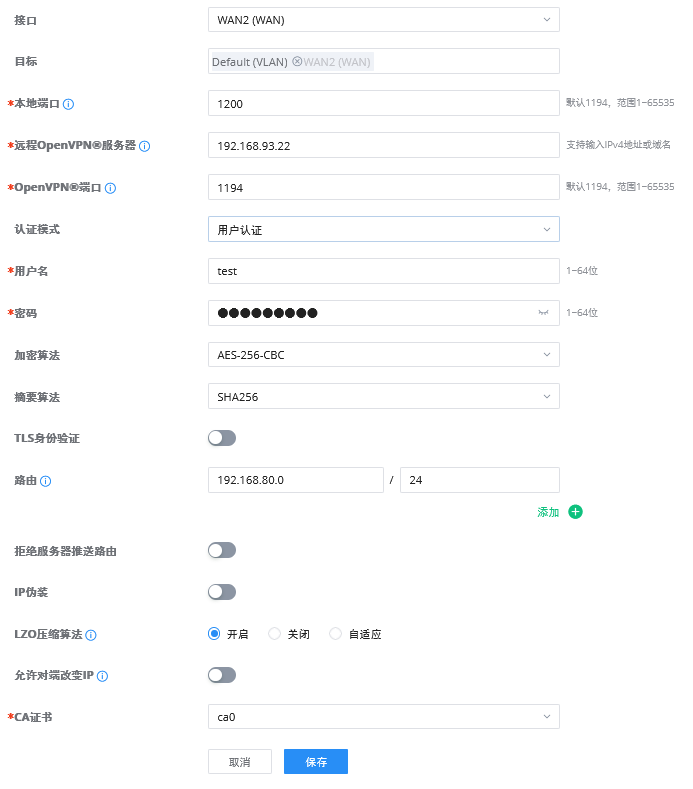 接口 WAN2 (WAN)
目标 Default (VLAN) WAN2 (WAN)
*本地端口 1200 默认1194，范围1~65535
*远程OpenVPN®服务器 192.168.93.22 支持输入IPv4地址或域名
*OpenVPN®端口 1194 默认1194，范围1~65535
认证模式 用户认证
*用户名 test 1~64位
*密码 ●●●●●●●●● 1~64位
加密算法 AES-256-CBC
摘要算法 SHA256
TLS身份验证
路由 192.168.80.0 / 24
添加
拒绝服务器推送路由
IP伪装
LZO压缩算法 开启 关闭 自适应
允许对端改变IP
*CA证书 ca0
取消 保存